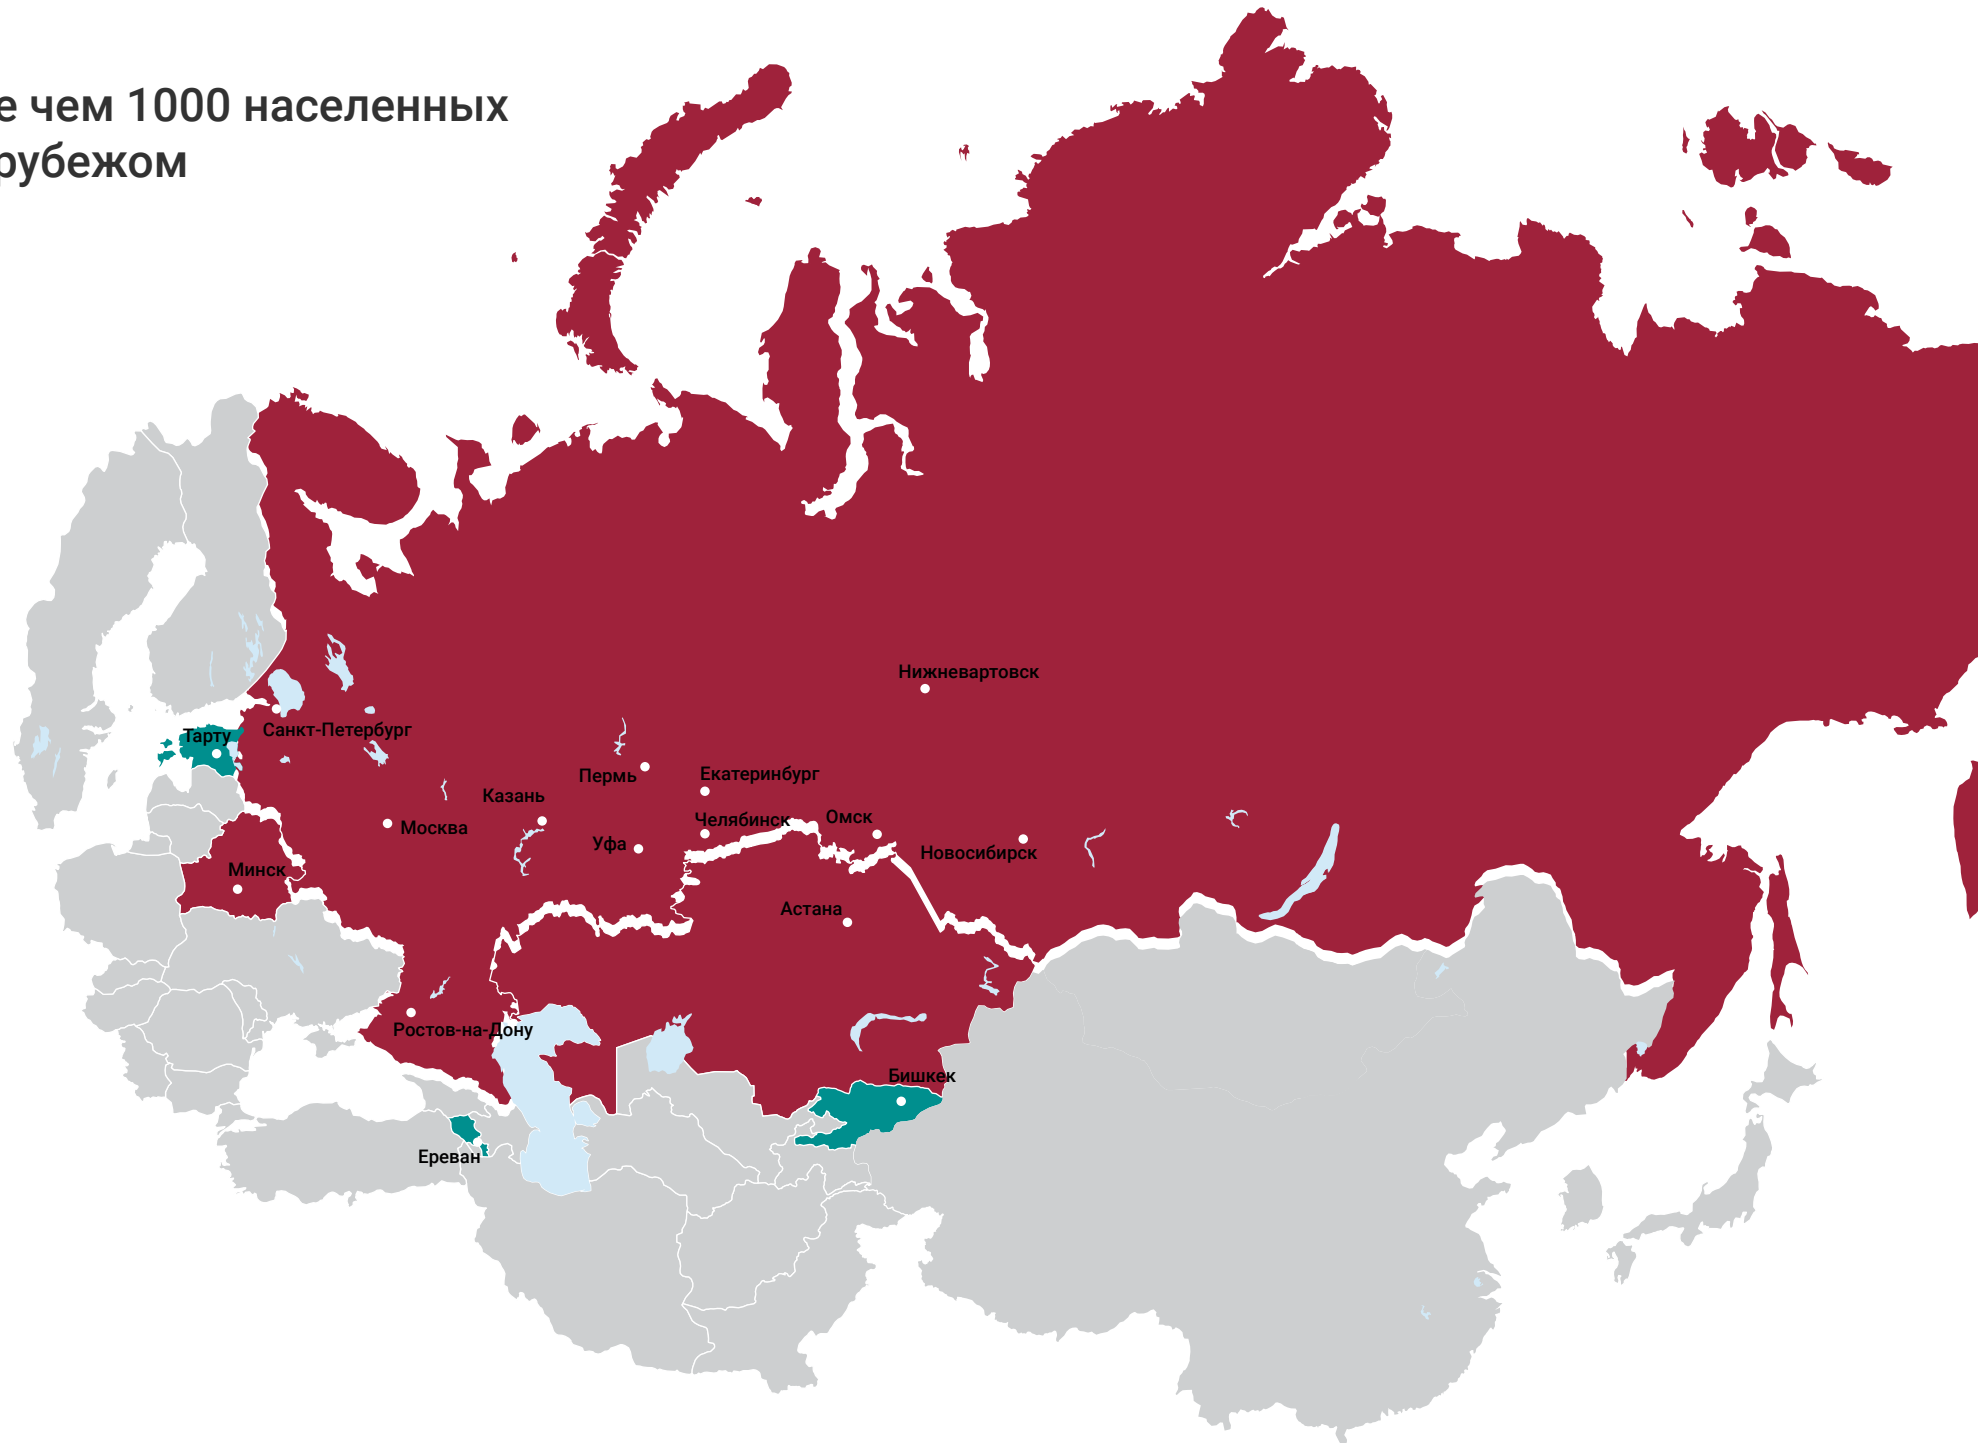 е чем 1000 населенных
рубежом
Нижневартовск
Санкт-Петербург
Тарту
Пермь
Екатеринбург
Казань
Челябинск
Омск
Москва
Уфа
Новосибирск
Минск
Астана
Ростов-на-Дону
Бишкек
Ереван